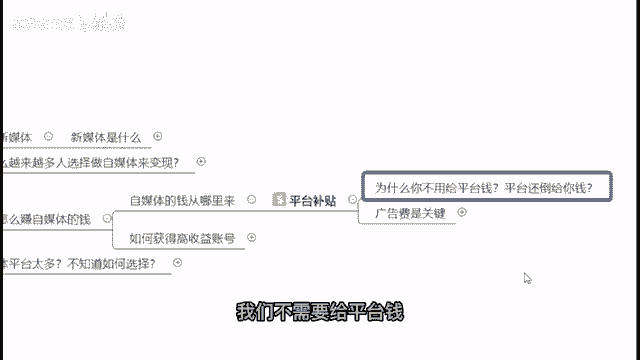 新媒体 新媒体是什么
么越来越多人选择做自媒体来变现?
自媒体的钱从哪里来 平台补贴
为什么你不用给平台钱?平台还倒给你钱?
广告费是关键
怎么赚自媒体的钱
如何获得高收益账号
体平台太多?不知道如何选择?
我们不需要给平台钱